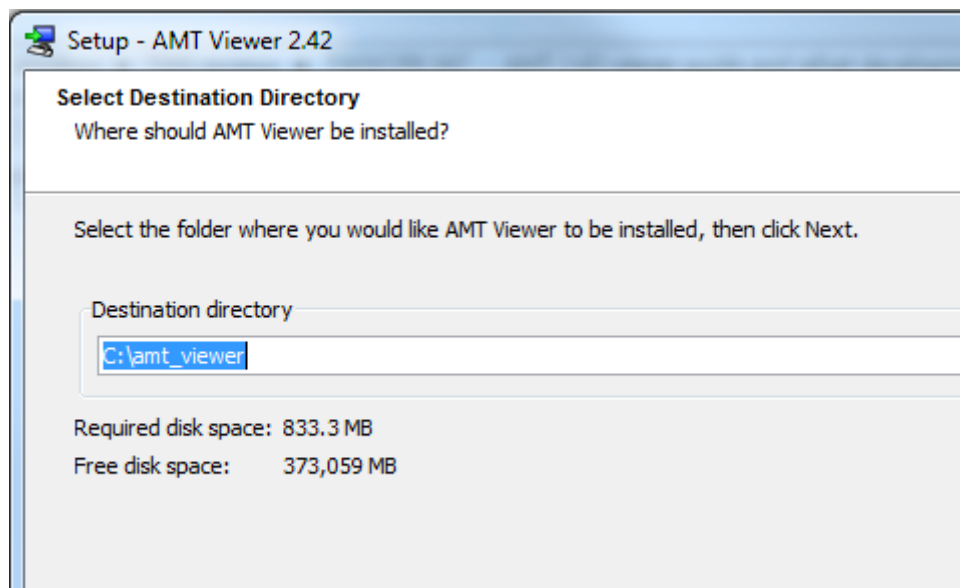 Setup - AMT Viewer 2.42
Select Destination Directory
Where should AMT Viewer be installed?
Select the folder where you would like AMT Viewer to be installed, then click Next.
Destination directory
C:\amt_viewer
Required disk space: 833.3 MB
Free disk space: 373,059 MB